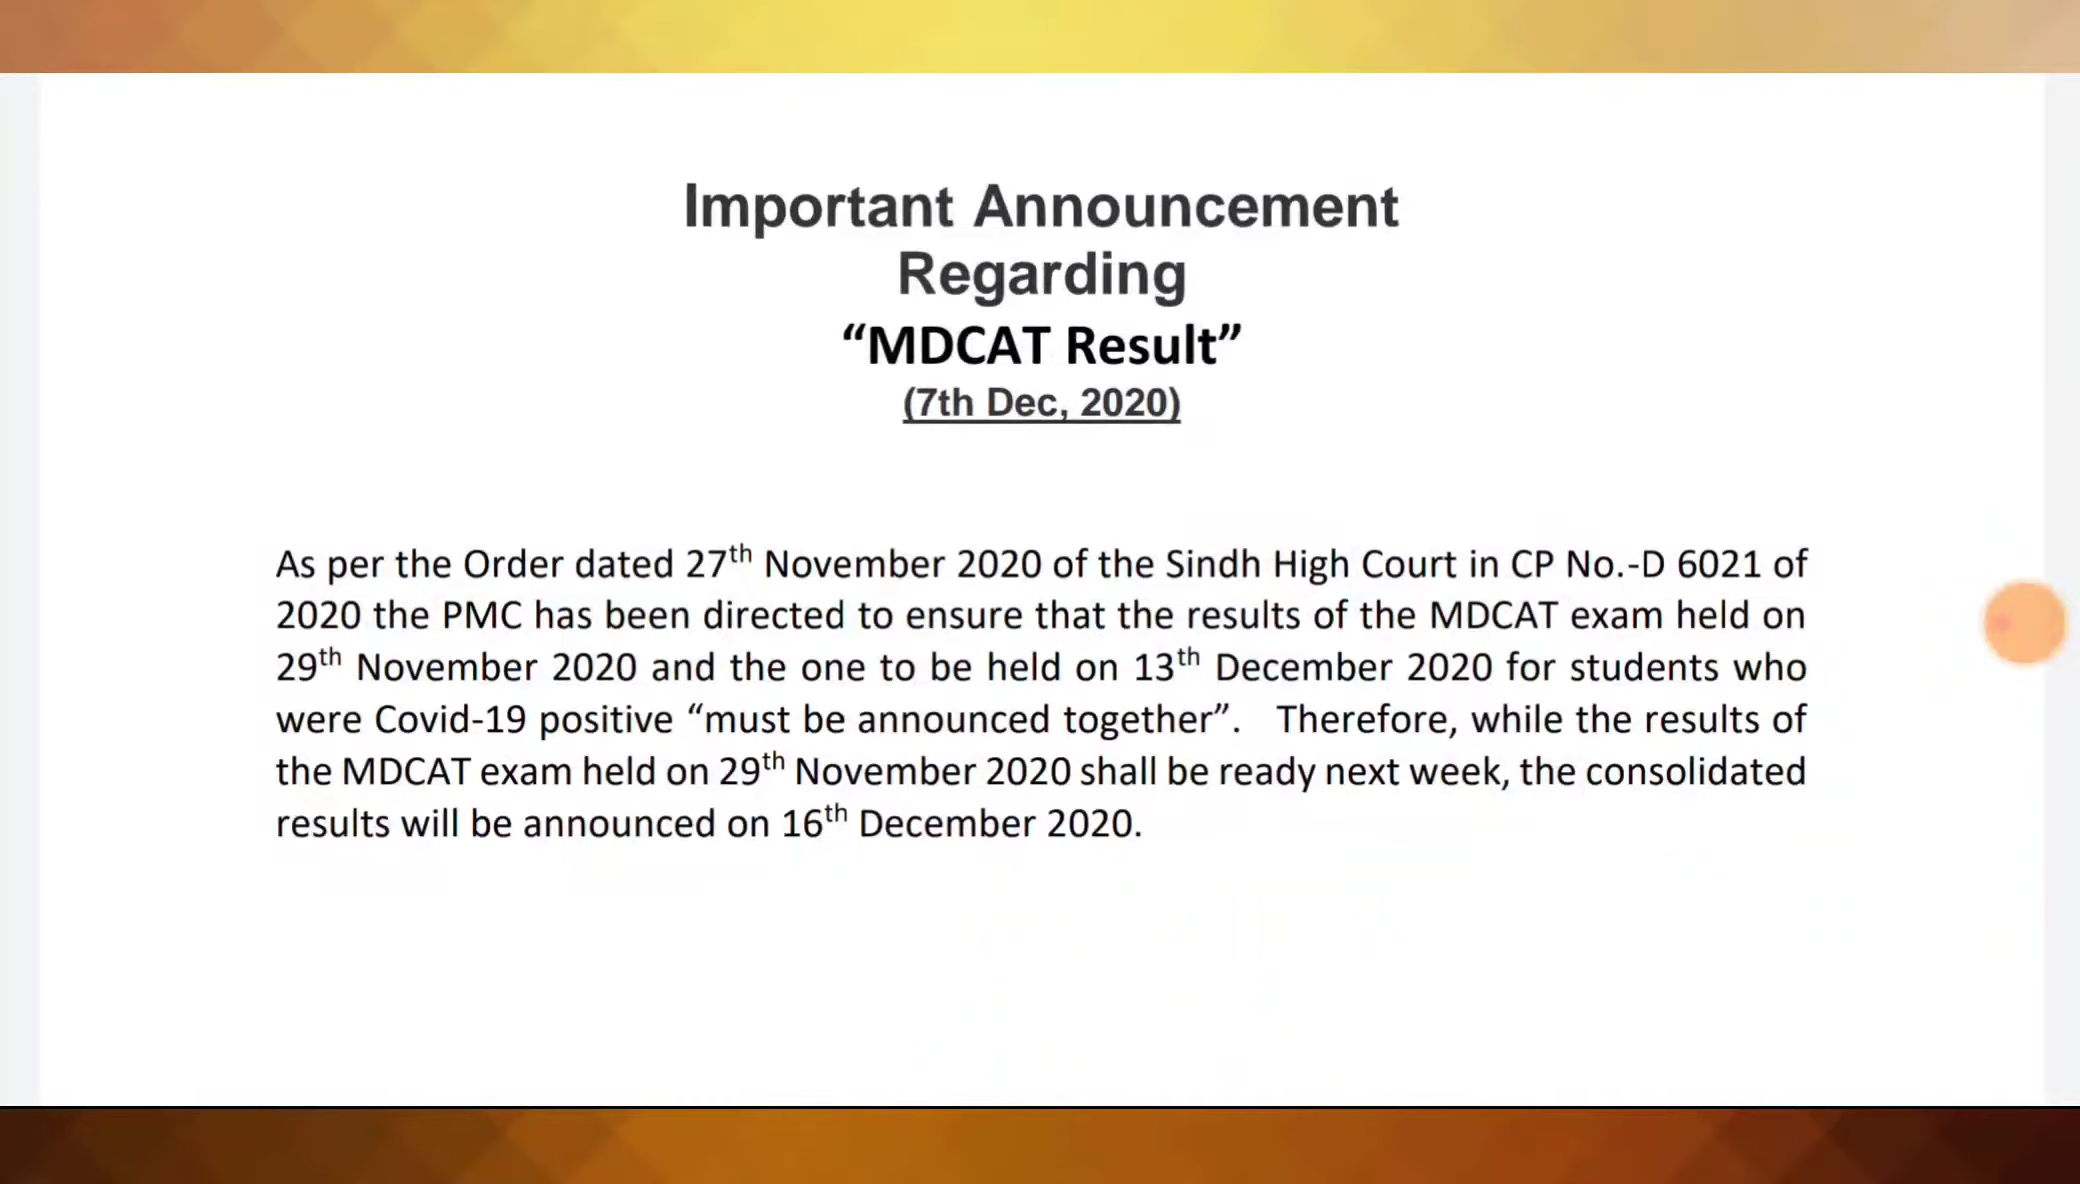 Important Announcement
Regarding
“MDCAT Result”
(7th Dec, 2020)
As per the Order dated 27th November 2020 of the Sindh High Court in CP No.-D 6021 of
2020 the PMC has been directed to ensure that the results of the MDCAT exam held on
29th November 2020 and the one to be held on 13th December 2020 for students who
were Covid-19 positive “must be announced together”. Therefore, while the results of
the MDCAT exam held on 29th November 2020 shall be ready next week, the consolidated
results will be announced on 16th December 2020.